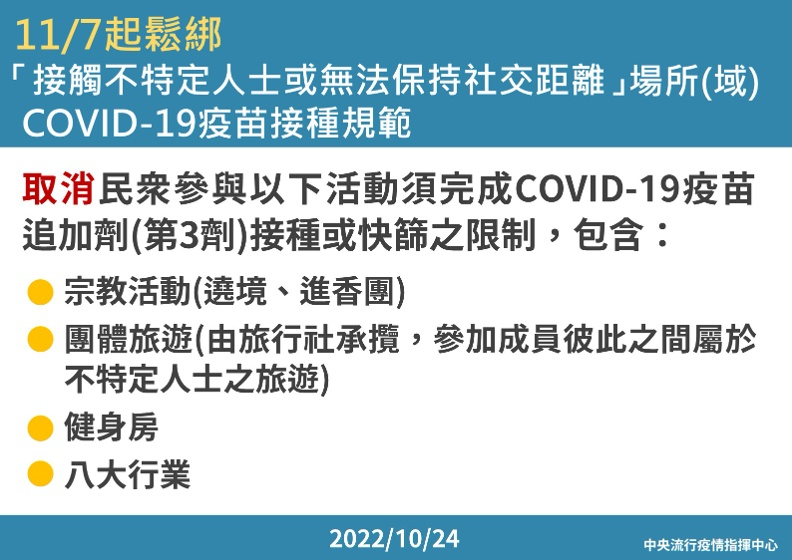 11/7起鬆綁
「接觸不特定人士或無法保持社交距離」場所(域)
COVID-19疫苗接種規範
取消民衆參與以下活動須完成COVID-19疫苗
追加劑(第3劑)接種或快篩之限制，包含：
宗教活動(遶境、進香團)
團體旅遊(由旅行社承攬，參加成員彼此之間屬於
不特定人士之旅遊)
健身房
八大行業
2022/10/24
中央流行疫情指揮中心